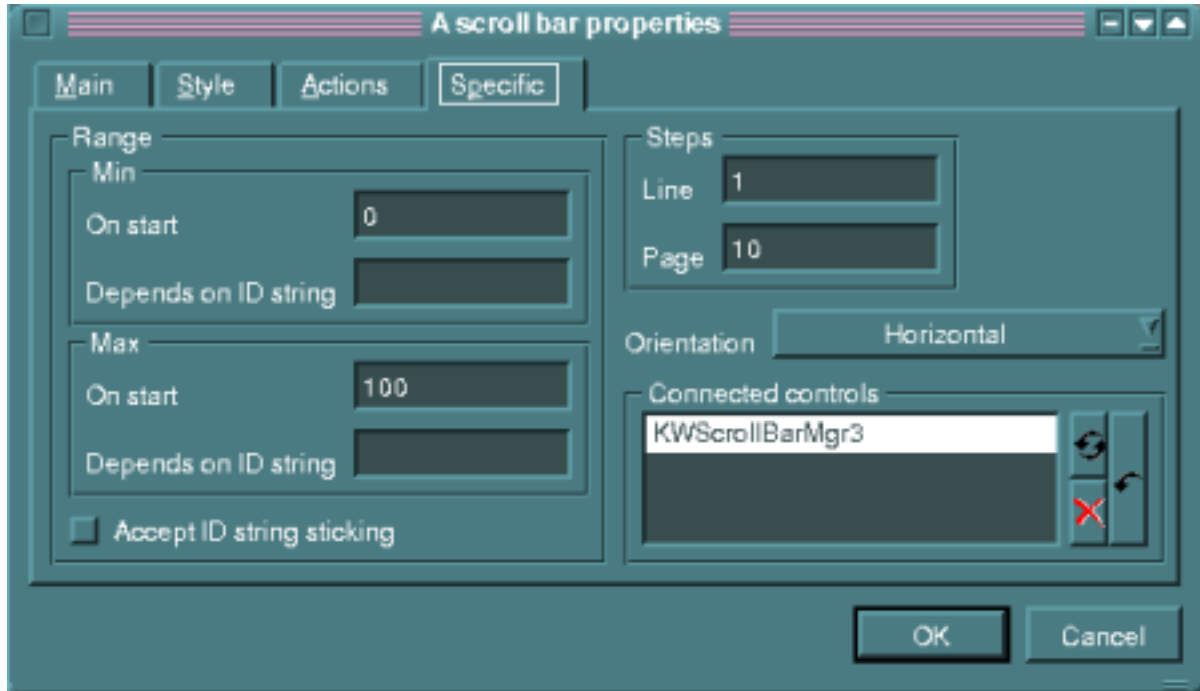 A scroll bar properties
Main Style Actions Specific
Range
Min
On start 0
Depends on ID string
Max
On start 100
Depends on ID string
Accept ID string sticking
Steps
Line 1
Page 10
Orientation Horizontal
Connected controls
KWScrollBarMgr3
OK Cancel